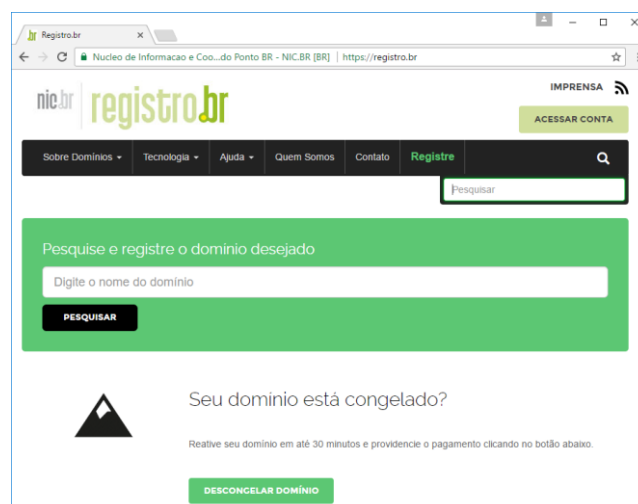 Registro.br
Nucleo de Informacao e Coo...do Ponto BR - NIC.BR [BR] | https://registro.br
nic.br registro.br
IMPRENSA
ACESSAR CONTA
Sobre Domínios Tecnologia Ajuda Quem Somos Contato Registre
Pesquisar
Pesquise e registre o domínio desejado
Digite o nome do domínio
PESQUISAR
Seu domínio está congelado?
Reative seu domínio em até 30 minutos e providencie o pagamento clicando no botão abaixo.
DESCONGELAR DOMÍNIO